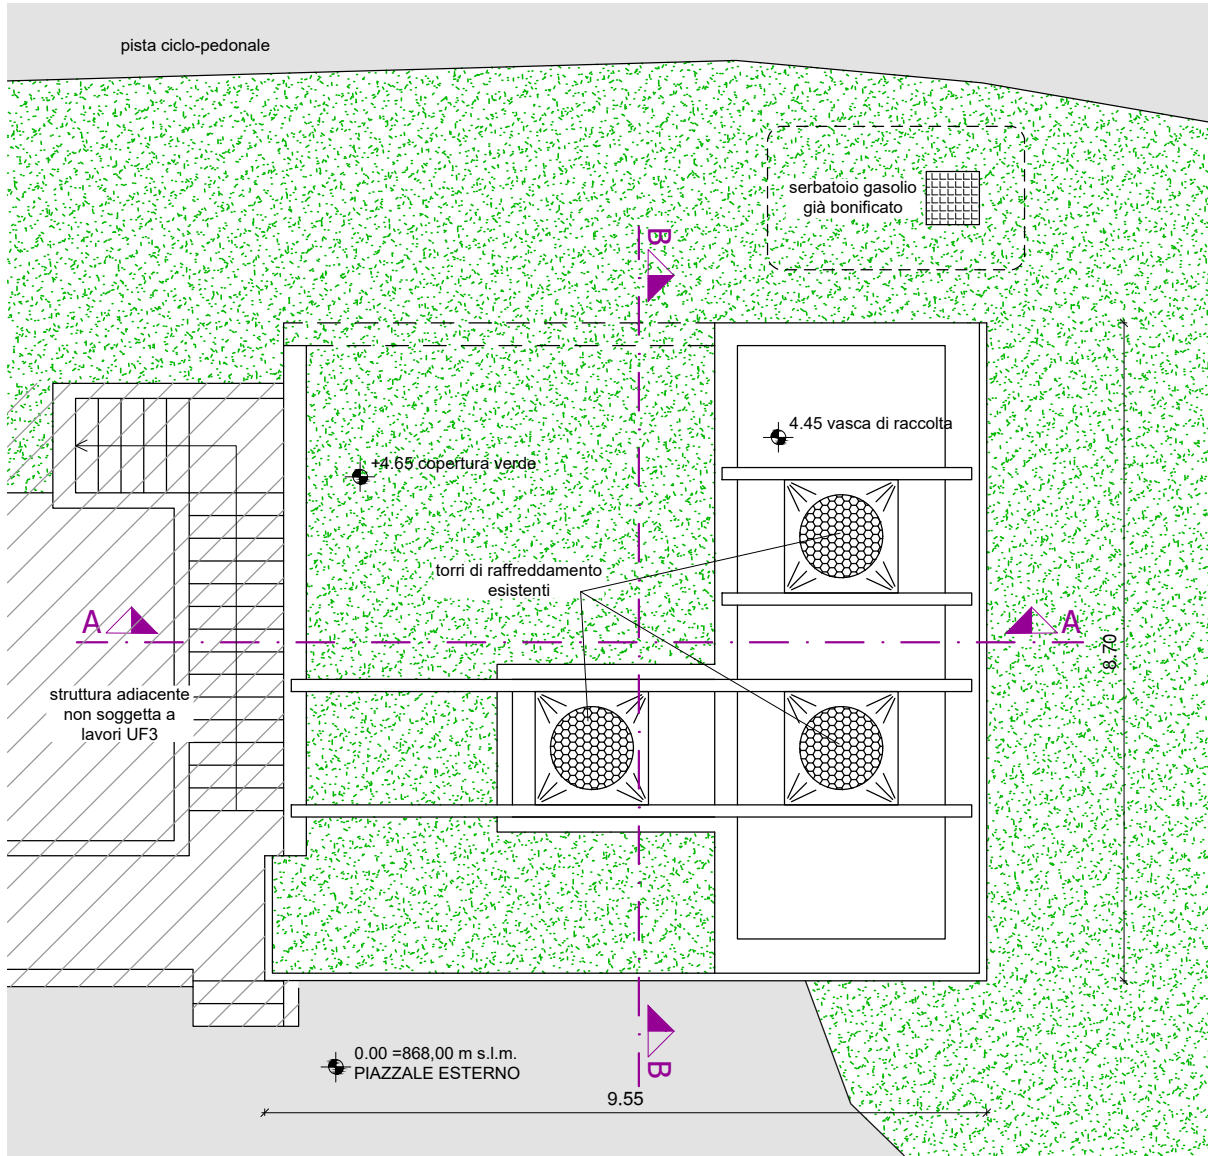 pista ciclo-pedonale
serbatoio gasolio
già bonificato
B
4.45 vasca di raccolta
+4.65 copertura verde
torri di raffreddamento
esistenti
A
A
8.70
struttura adiacente
non soggetta a
lavori UF3
0.00 =868,00 m s.l.m.
PIAZZALE ESTERNO
B
9.55